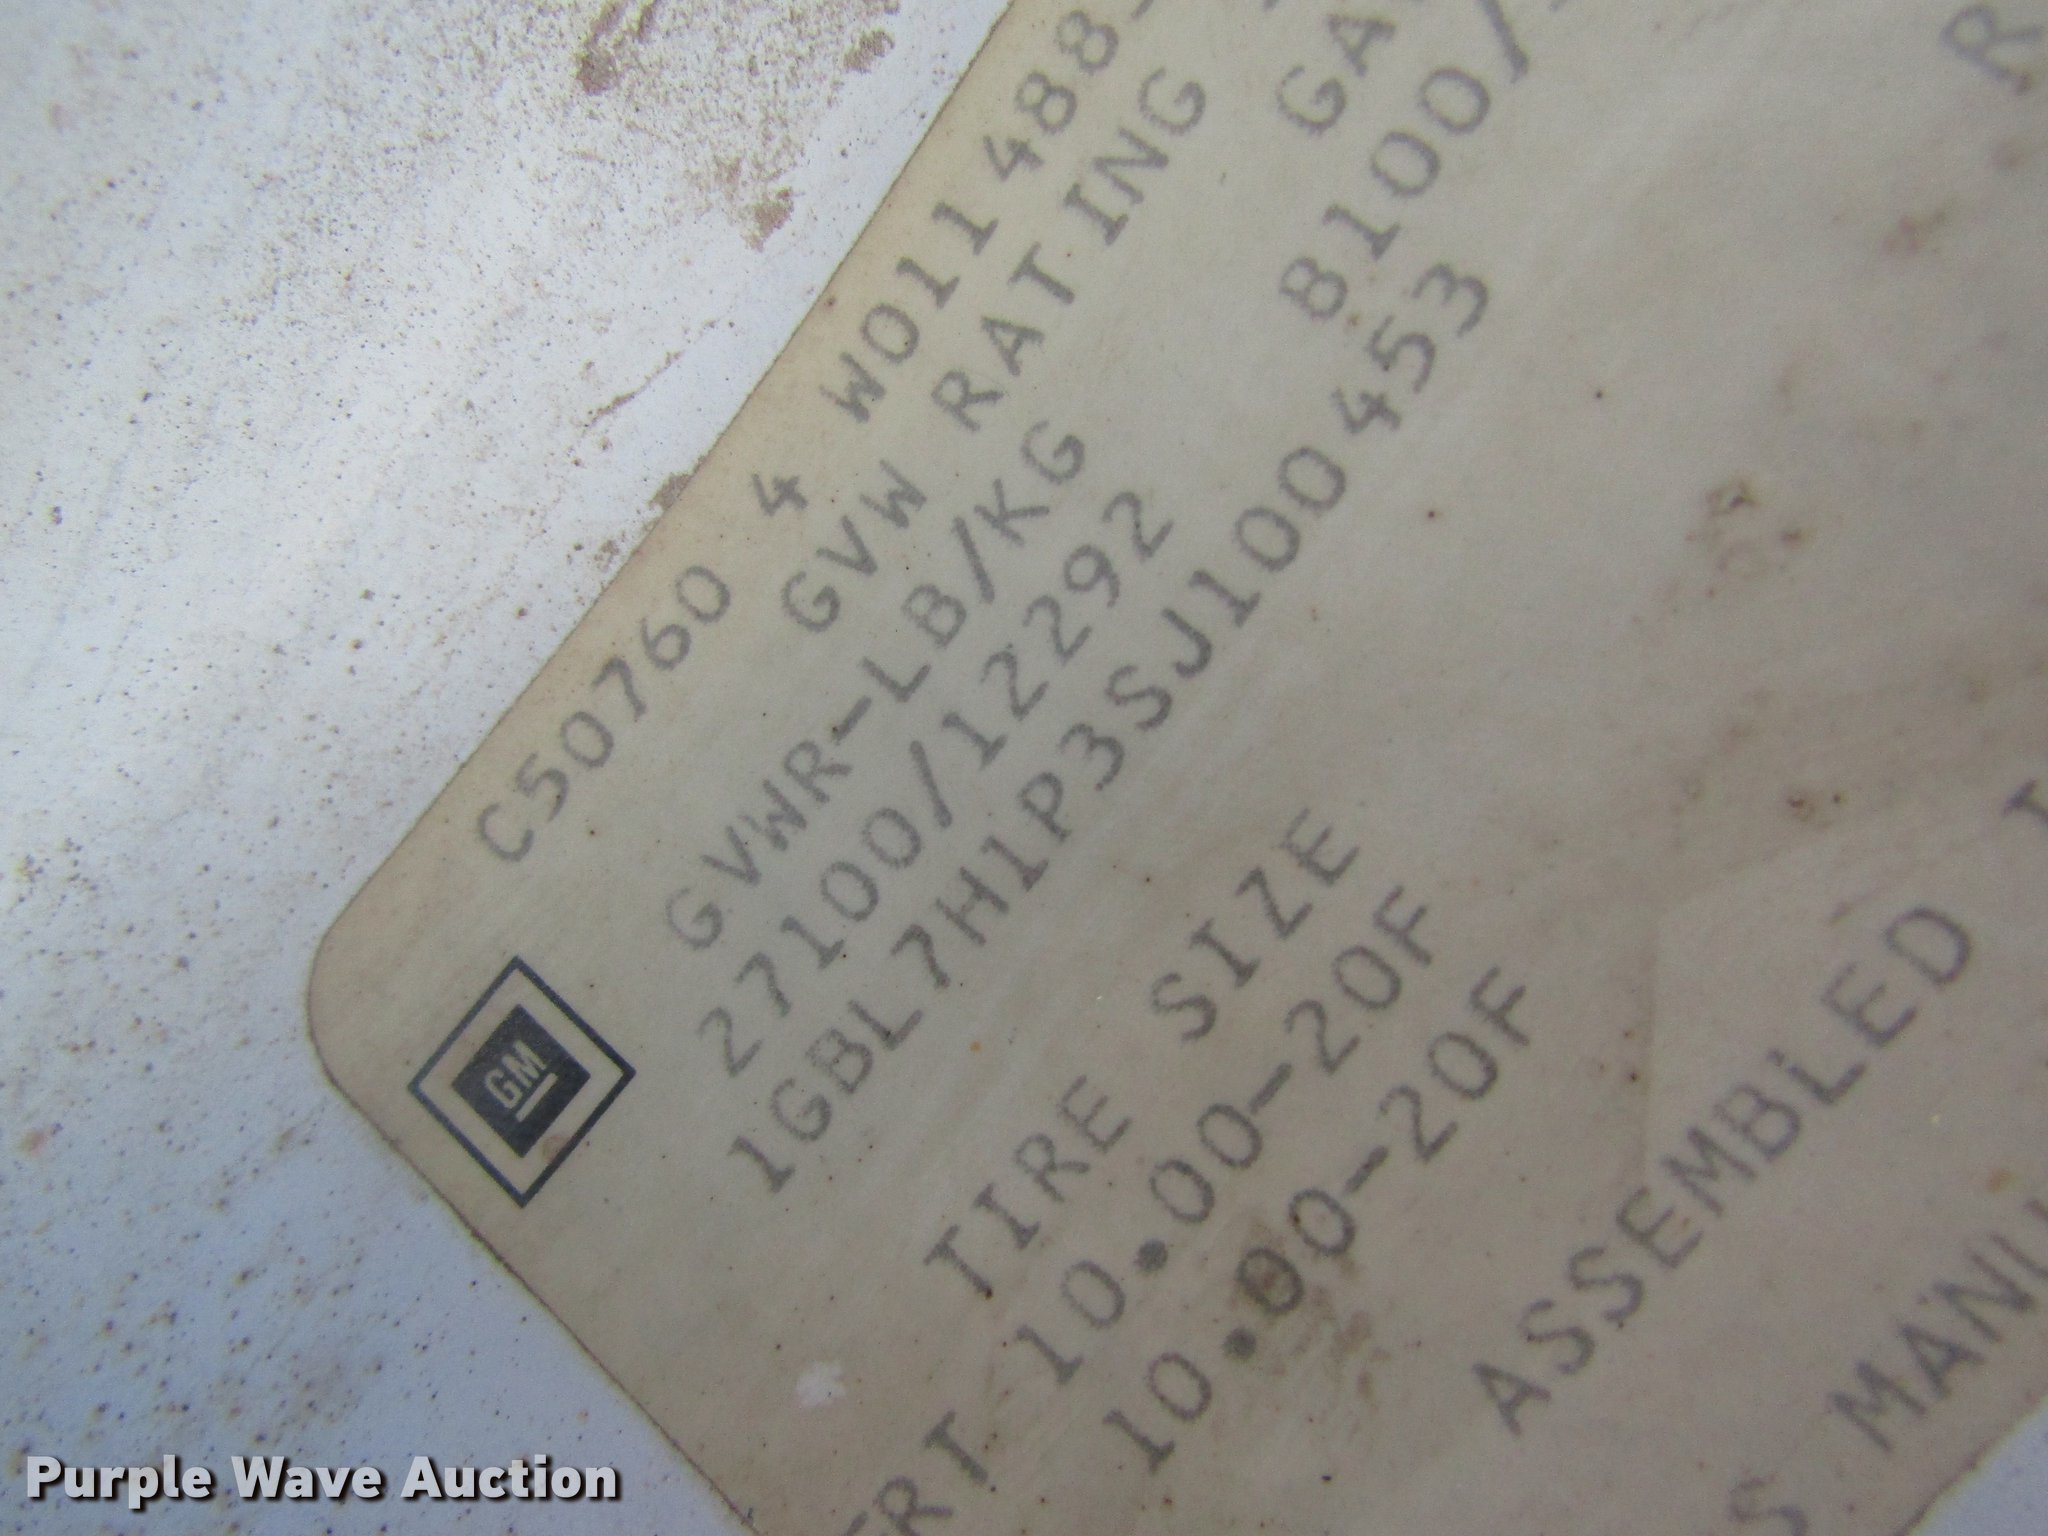 C50760 4 W011488-
GVW RATING GA
GVWR-LB/KG
27100/12292 8100/
1GBL7H1P3SJ100453
R
TIRE SIZE
10.00-20F
10.00-20F
ASSEMBLED
GM
Purple Wave Auction